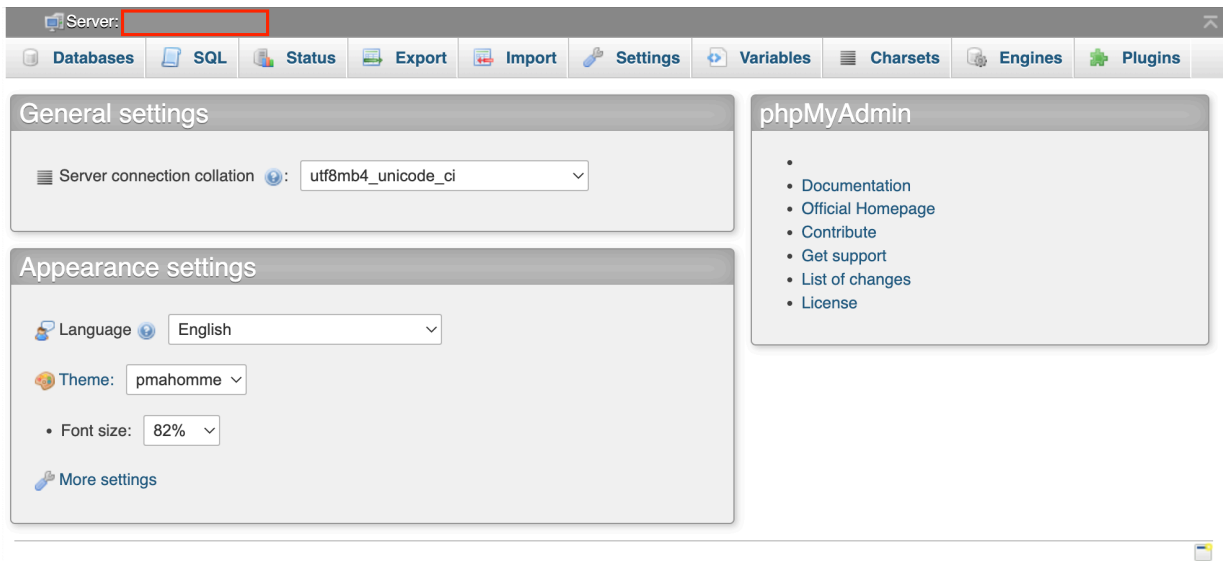 Server:
Databases SQL Status Export Import Settings Variables Charsets Engines Plugins
General settings
Server connection collation : utf8mb4_unicode_ci
Appearance settings
Language English
Theme: pmahomme
• Font size: 82%
More settings
phpMyAdmin
•
• Documentation
• Official Homepage
• Contribute
• Get support
• List of changes
• License